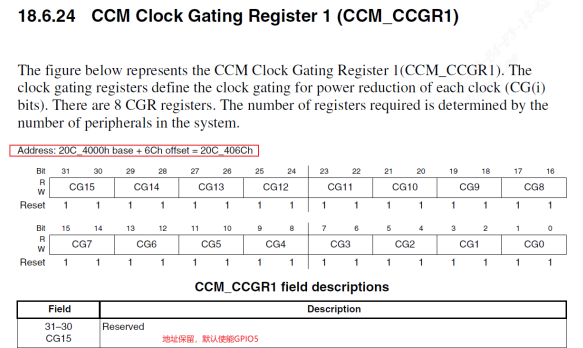 18.6.24 CCM Clock Gating Register 1 (CCM_CCGR1)
The figure below represents the CCM Clock Gating Register 1(CCM_CCGR1). The
clock gating registers define the clock gating for power reduction of each clock (CG(i)
bits). There are 8 CGR registers. The number of registers required is determined by the
number of peripherals in the system.
Address: 20C_4000h base + 6Ch offset = 20C_406Ch
Bit 31 30 29 28 27 26 25 24 23 22 21 20 19 18 17 16
R
W
CG15 CG14 CG13 CG12 CG11 CG10 CG9 CG8
Reset 1 1 1 1 1 1 1 1 1 1 1 1 1 1 1 1
Bit 15 14 13 12 11 10 9 8 7 6 5 4 3 2 1 0
R
W
CG7 CG6 CG5 CG4 CG3 CG2 CG1 CG0
Reset 1 1 1 1 1 1 1 1 1 1 1 1 1 1 1 1
CCM_CCGR1 field descriptions
Field Description
31–30 Reserved
CG15 地址保留，默认使能GPIO5